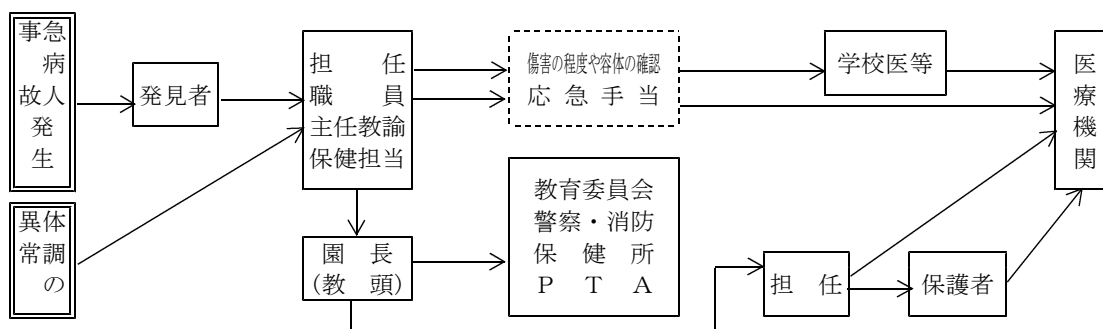 急病人
事故発生
体調の
異常
発見者
担　任
職　員
主任教諭
保健担当
傷害の程度や容体の確認
応 急 手 当
学校医等
医療機関
教育委員会
警察・消防
保　健　所
Ｐ　Ｔ　Ａ
園　長
(教　頭)
担　任
保護者